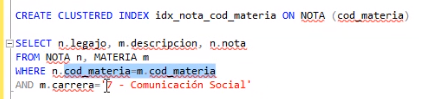 CREATE CLUSTERED INDEX idx_nota_cod_materia ON NOTA (cod_materia)
SELECT n.legajo, m.descripcion, n.nota
FROM NOTA n, MATERIA m
WHERE n.cod_materia=m.cod_materia
AND m.carrera='7 - Comunicación Social'